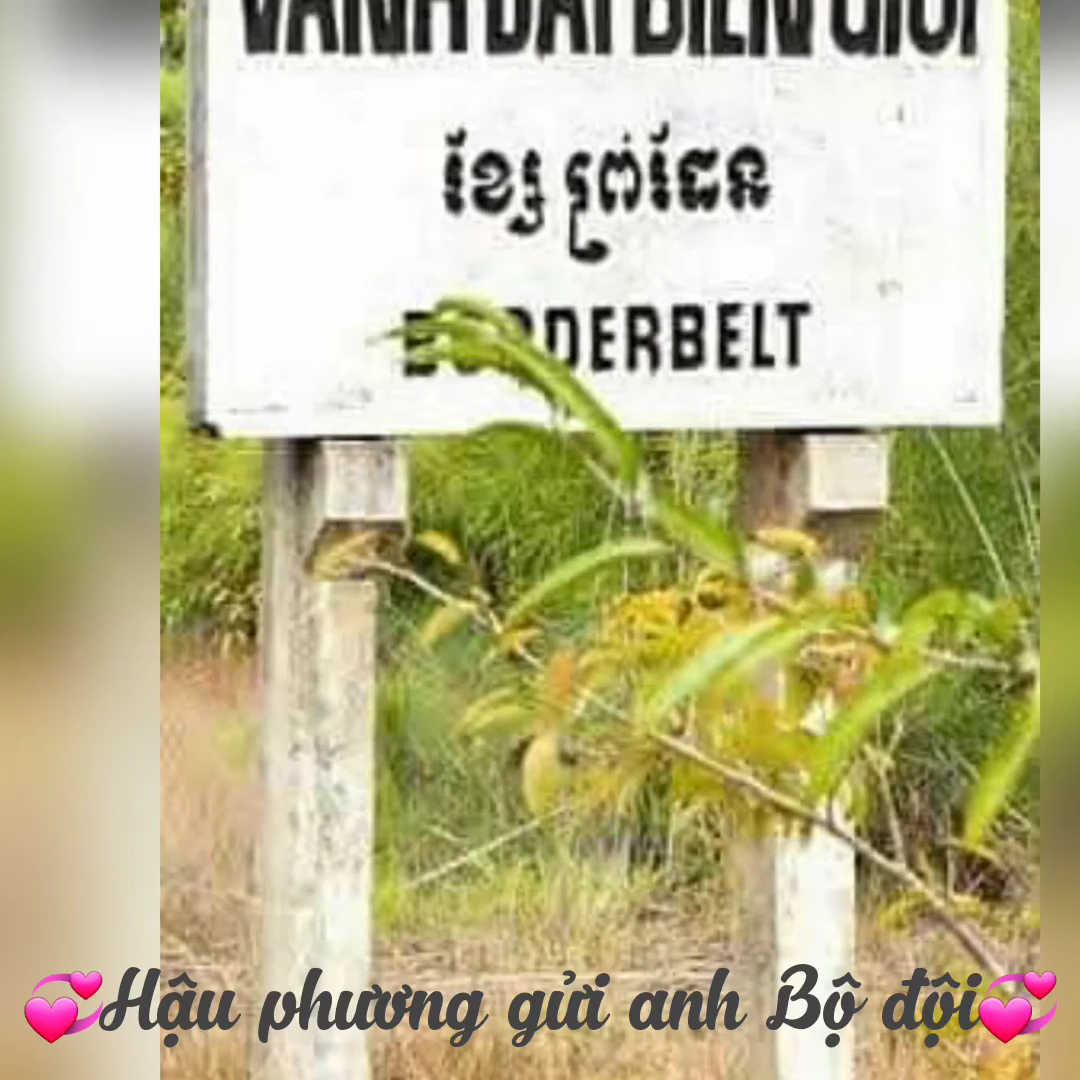 VÀNH ĐAI BIÊN GIỚI
ខ្សែ ព្រំដែន
BORDERBELT
💞Hậu phương gửi anh Bộ đội💞